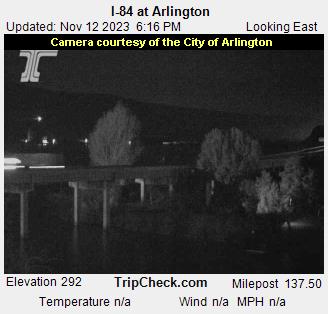 I-84 at Arlington
Updated: Nov 12 2023 6:16 PM Looking East
Camera courtesy of the City of Arlington
Elevation 292 TripCheck.com Milepost 137.50
Temperature n/a Wind n/a MPH n/a